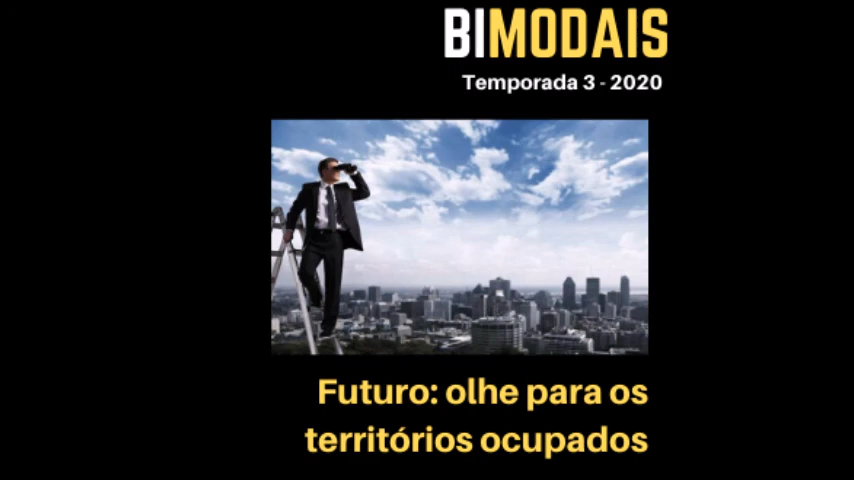 BIMODAIS
Temporada 3 - 2020
Futuro: olhe para os
territórios ocupados